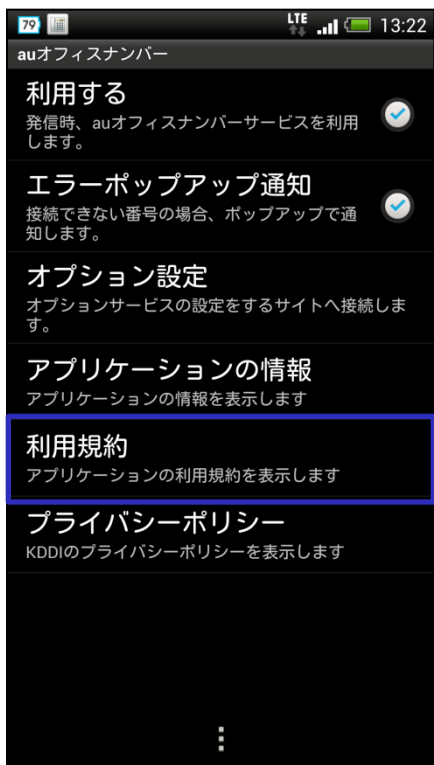 79 LTE 13:22
auオフィスナンバー
利用する
発信時、auオフィスナンバーサービスを利用
します。
エラーポップアップ通知
接続できない番号の場合、ポップアップで通
知します。
オプション設定
オプションサービスの設定をするサイトへ接続しま
す。
アプリケーションの情報
アプリケーションの情報を表示します
利用規約
アプリケーションの利用規約を表示します
プライバシーポリシー
KDDIのプライバシーポリシーを表示します